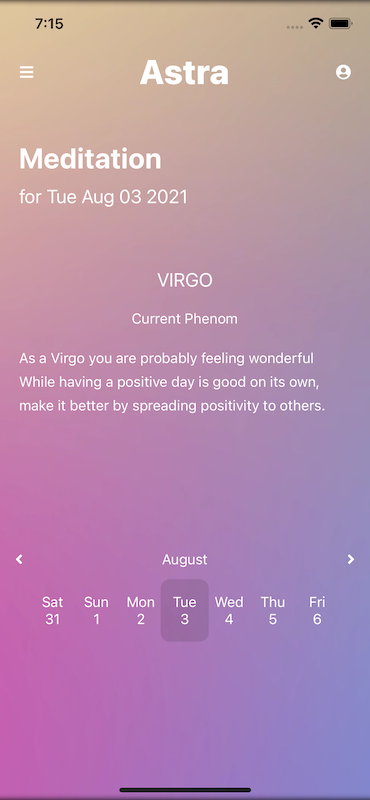 7:15
Astra
Meditation
for Tue Aug 03 2021
VIRGO
Current Phenom
As a Virgo you are probably feeling wonderful
While having a positive day is good on its own,
make it better by spreading positivity to others.
August
Sat Sun Mon Tue Wed Thu Fri
31 1 2 3 4 5 6